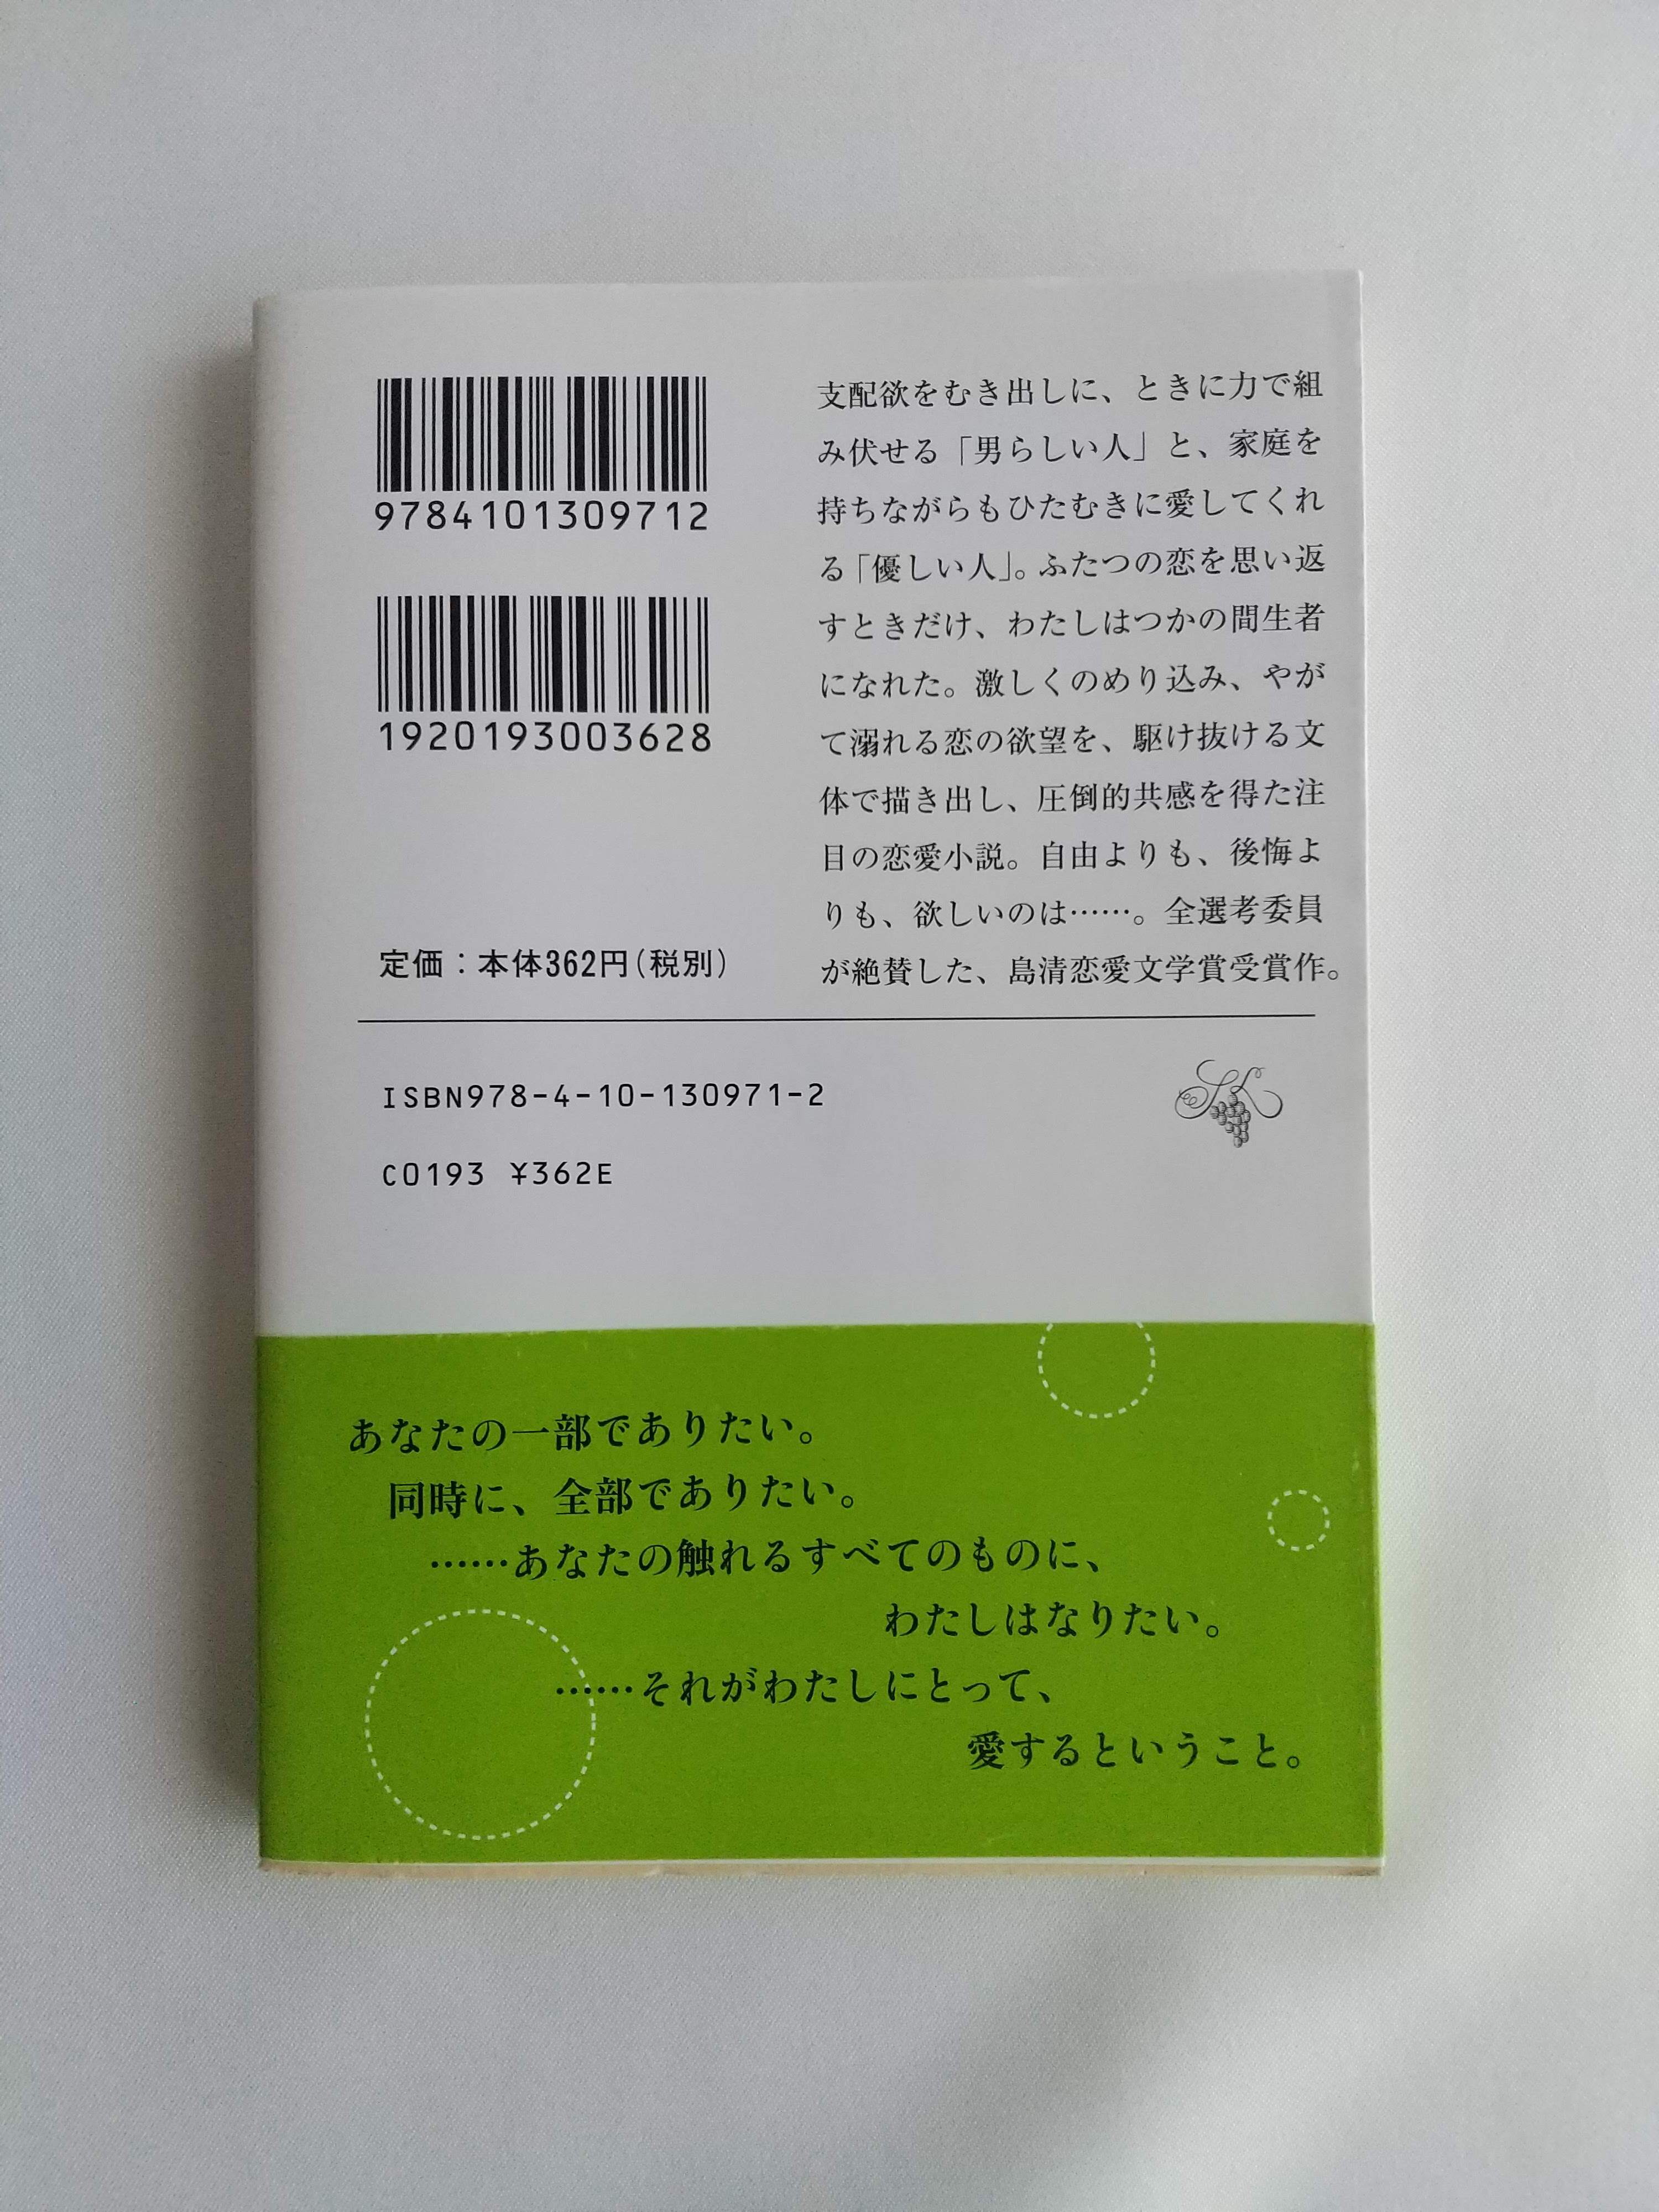 9784101309712
1920193003628
定価：本体362円(税別)
支配欲をむき出しに、ときに力で組
み伏せる「男らしい人」と、家庭を
持ちながらもひたむきに愛してくれ
る「優しい人」。ふたつの恋を思い返
すときだけ、わたしはつかの間生者
になれた。激しくのめり込み、やが
て溺れる恋の欲望を、駆け抜ける文
体で描き出し、圧倒的共感を得た注
目の恋愛小説。自由よりも、後悔よ
りも、欲しいのは……。全選考委員
が絶賛した、島清恋愛文学賞受賞作。
ISBN978-4-10-130971-2
C0193 ¥362E
SK
あなたの一部でありたい。
同時に、全部でありたい。
……あなたの触れるすべてのものに、
わたしはなりたい。
……それがわたしにとって、
愛するということ。